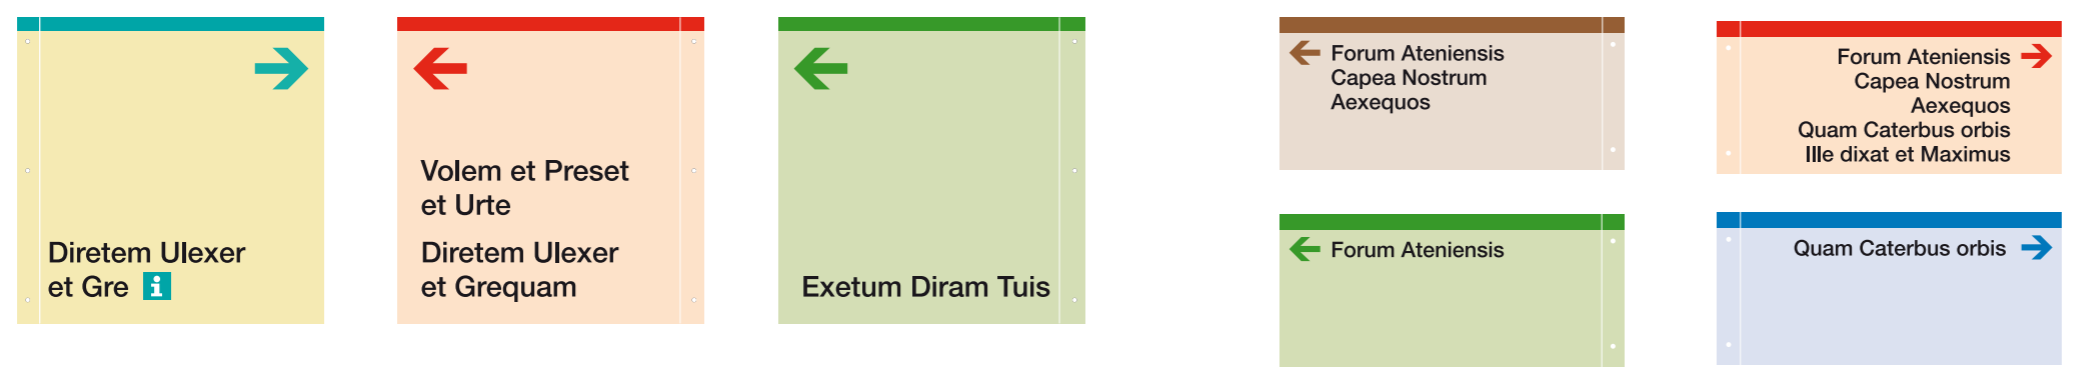 Diretem Ulexer
et Gre i
Volem et Preset
et Urte
Diretem Ulexer
et Grequam
Exetum Diram Tuis
Forum Ateniensis
Capea Nostrum
Aexequos
Forum Ateniensis
Capea Nostrum
Aexequos
Quam Caterbus orbis
Ille dixat et Maximus
Forum Ateniensis
Quam Caterbus orbis